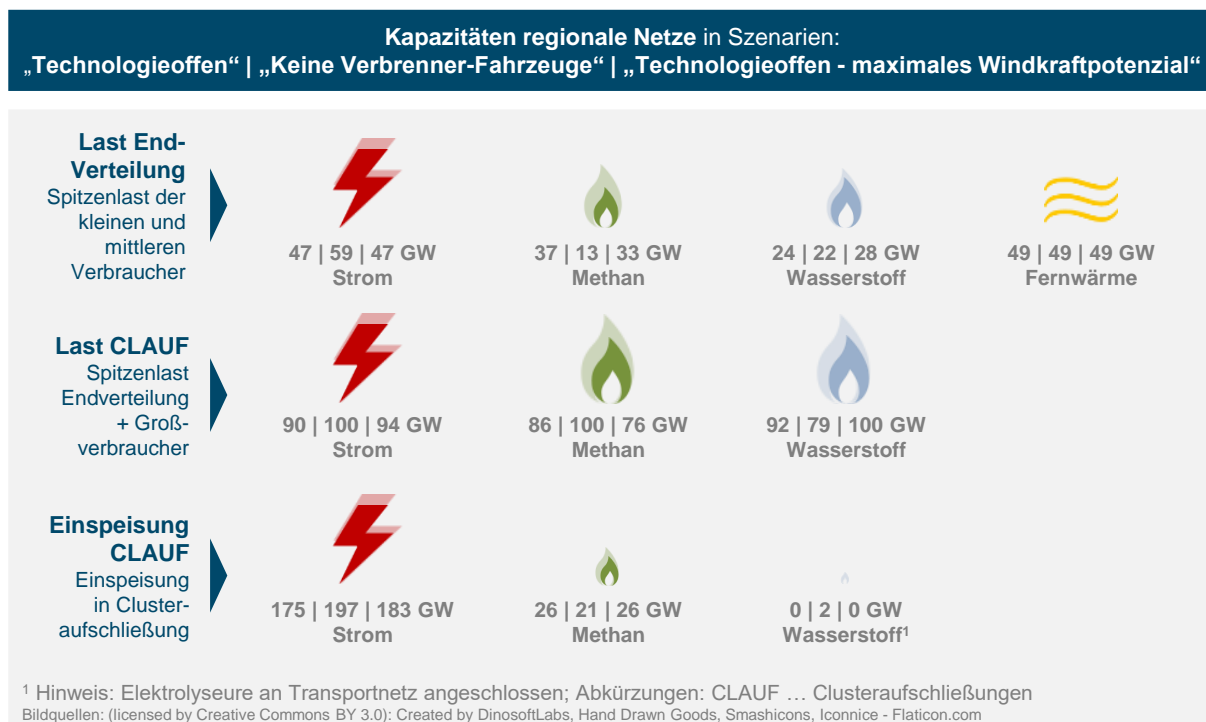 Kapazitäten regionale Netze in Szenarien:
„Technologieoffen“ | „Keine Verbrenner-Fahrzeuge“ | „Technologieoffen - maximales Windkraftpotenzial“
Last End-
Verteilung
Spitzenlast der
kleinen und
mittleren
Verbraucher
47 | 59 | 47 GW
Strom
37 | 13 | 33 GW
Methan
24 | 22 | 28 GW
Wasserstoff
49 | 49 | 49 GW
Fernwärme
Last CLAUF
Spitzenlast
Endverteilung
+ Groß-
verbraucher
90 | 100 | 94 GW
Strom
86 | 100 | 76 GW
Methan
92 | 79 | 100 GW
Wasserstoff
Einspeisung
CLAUF
Einspeisung
in Cluster-
aufschließung
175 | 197 | 183 GW
Strom
26 | 21 | 26 GW
Methan
0 | 2 | 0 GW
Wasserstoff¹
¹ Hinweis: Elektrolyseure an Transportnetz angeschlossen; Abkürzungen: CLAUF … Clusteraufschließungen
Bildquellen: (licensed by Creative Commons BY 3.0): Created by DinosoftLabs, Hand Drawn Goods, Smashicons, Iconnice - Flaticon.com